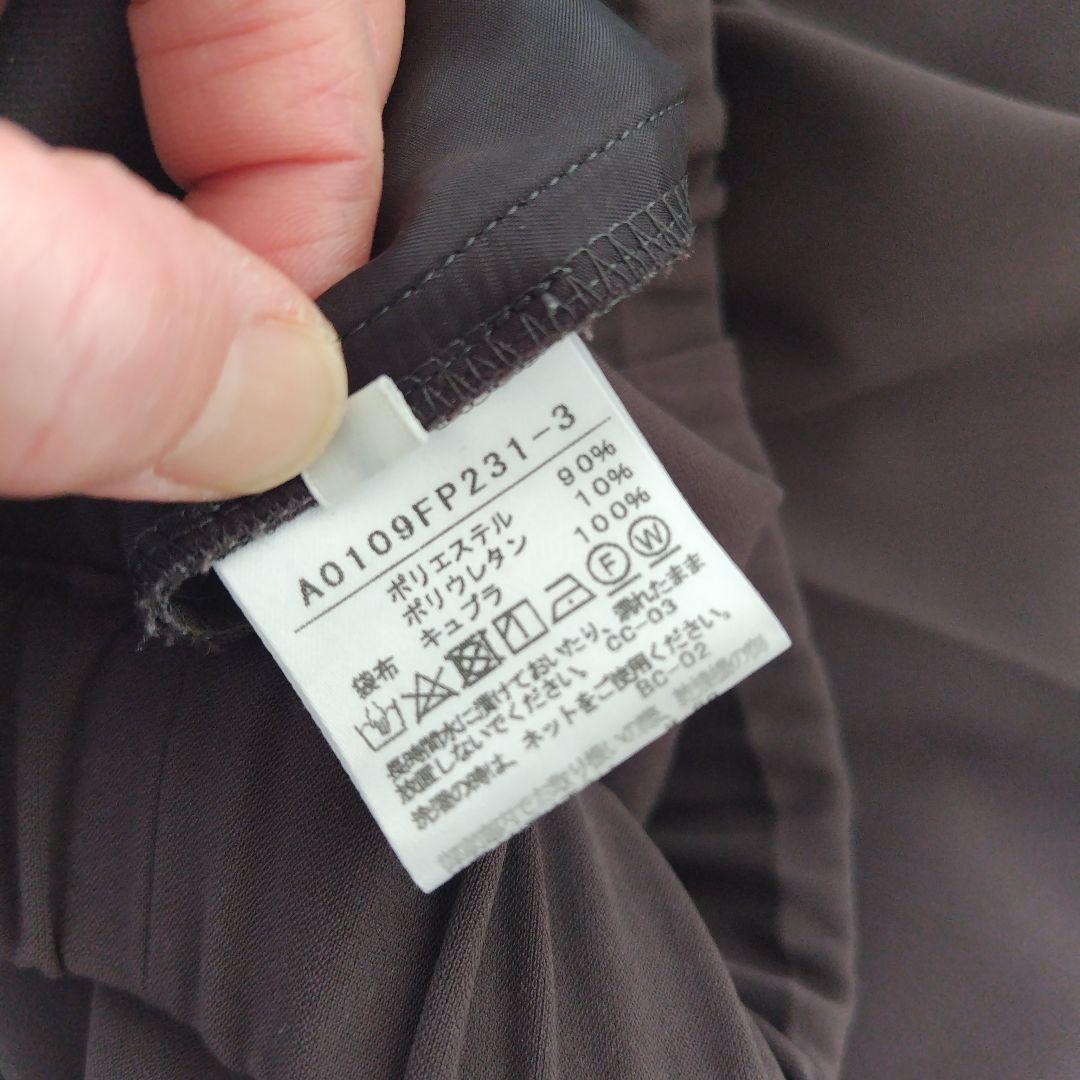 A0109FP231-3
ポリエステル 90%
ポリウレタン 10%
袋布 キュプラ 100%
F W
長時間水に漬けておいたり、濡れたまま
放置しないでください。 CC-03
洗濯の時は、ネットをご使用ください。
BC-02